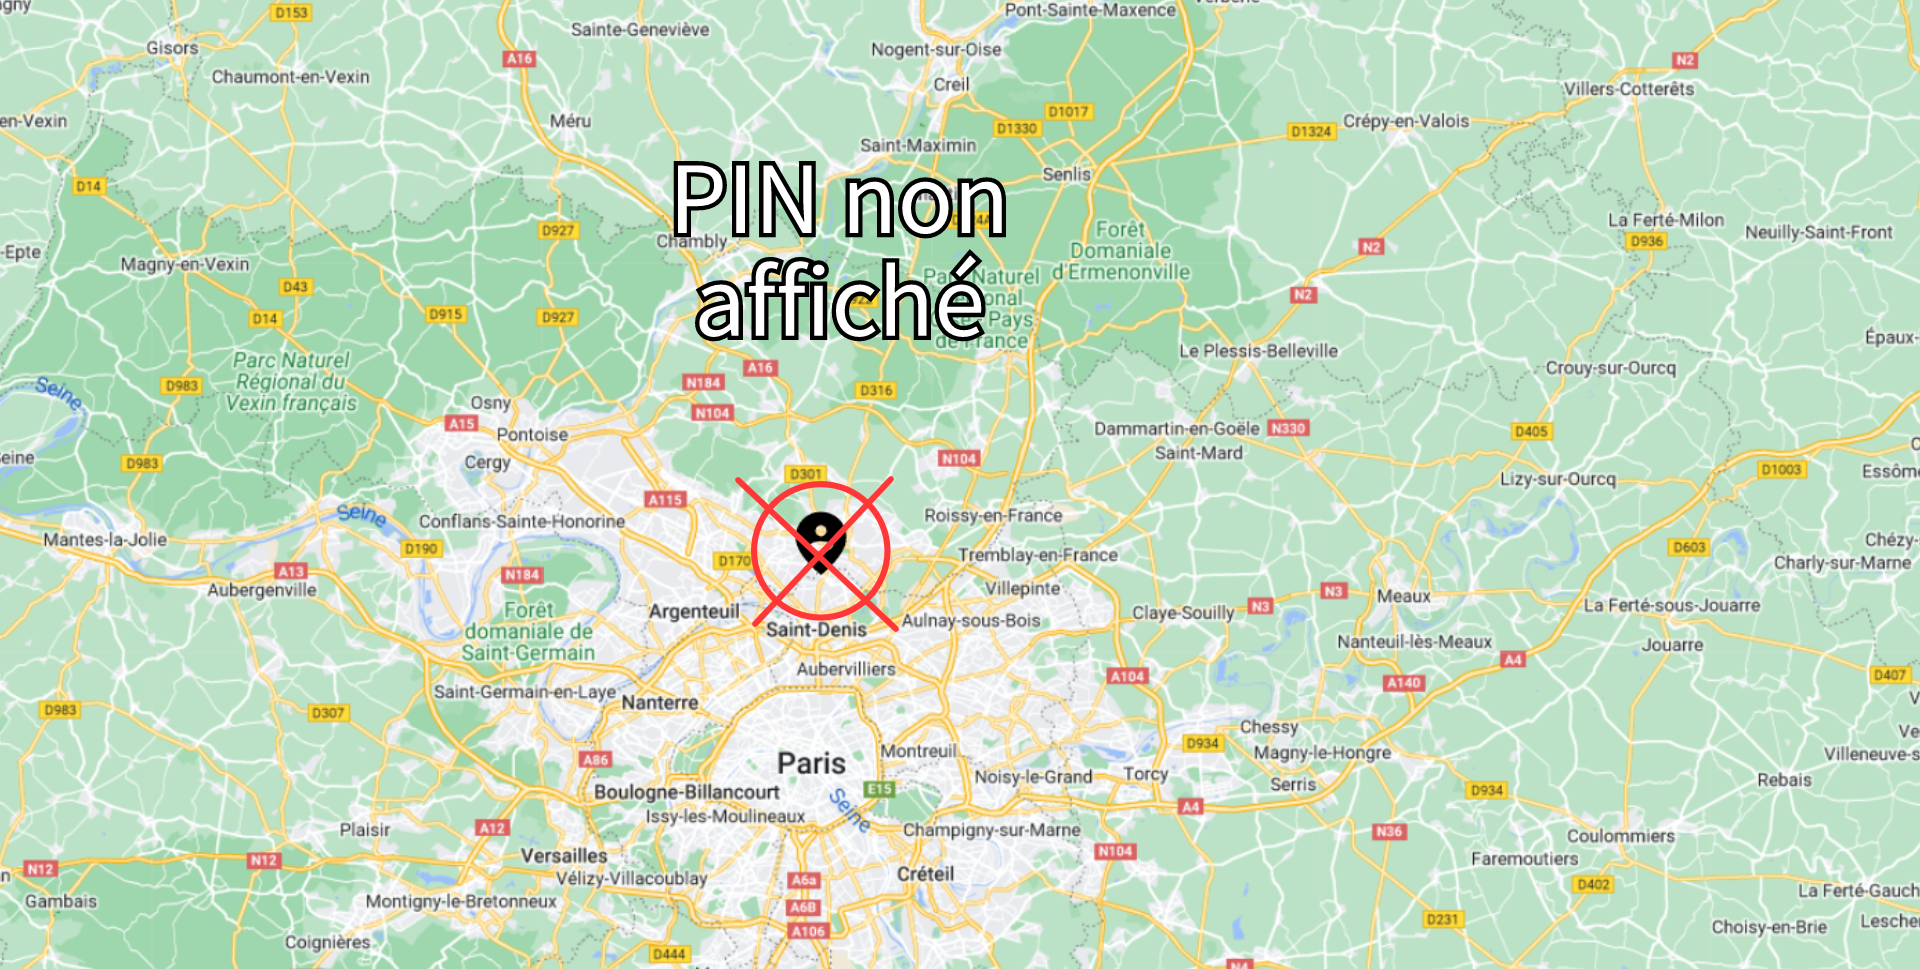 D153
Sainte-Geneviève
Pont-Sainte-Maxence
Gisors
A16
Nogent-sur-Oise
N2
Chaumont-en-Vexin
Creil
Villers-Cotterêts
en-Vexin
Méru
D1017
D1330
D1324
Crépy-en-Valois
Saint-Maximin
Senlis
D14
PIN non
affiché
La Ferté-Milon
D927
Chambly
Forêt
Domaniale
d'Ermenonville
N2
D936
Neuilly-Saint-Front
-Epte
Magny-en-Vexin
D43
N2
D14
D915
D927
de France
Le Plessis-Belleville
Épaux-
Parc Naturel
Régional du
Vexin français
A16
Crouy-sur-Ourcq
Seine
D983
N184
D316
Osny
N104
A15
Pontoise
Dammartin-en-Goële
N330
D405
Saint-Mard
Cergy
D983
N104
D301
D1003
Essôm
Lizy-sur-Ourcq
A115
Seine
Conflans-Sainte-Honorine
Roissy-en-France
Mantes-la-Jolie
D190
D170
Tremblay-en-France
D603
Chézy-
Charly-sur-Marne
A13
N184
Aubergenville
Villepinte
N3
Meaux
Forêt
domaniale de
Saint-Germain
Argenteuil
Saint-Denis
Aulnay-sous-Bois
Claye-Souilly
N3
La Ferté-sous-Jouarre
Nanteuil-lès-Meaux
Jouarre
Aubervilliers
A104
A4
A140
D407
Saint-Germain-en-Laye
Nanterre
D983
D307
Chessy
D934
Montreuil
Magny-le-Hongre
Villeneuve-s
A86
Paris
Noisy-le-Grand
Torcy
Serris
Rebais
Boulogne-Billancourt
E15
D934
Seine
A4
Issy-les-Moulineaux
Plaisir
A12
Champigny-sur-Marne
N36
Coulommiers
N12
N12
Versailles
N104
Faremoutiers
Vélizy-Villacoublay
A6a
Créteil
D402
La Ferté-Gauch
Gambais
Montigny-le-Bretonneux
A6B
D231
Choisy-en-Brie
Lescher
Coignières
A106
D444
N4